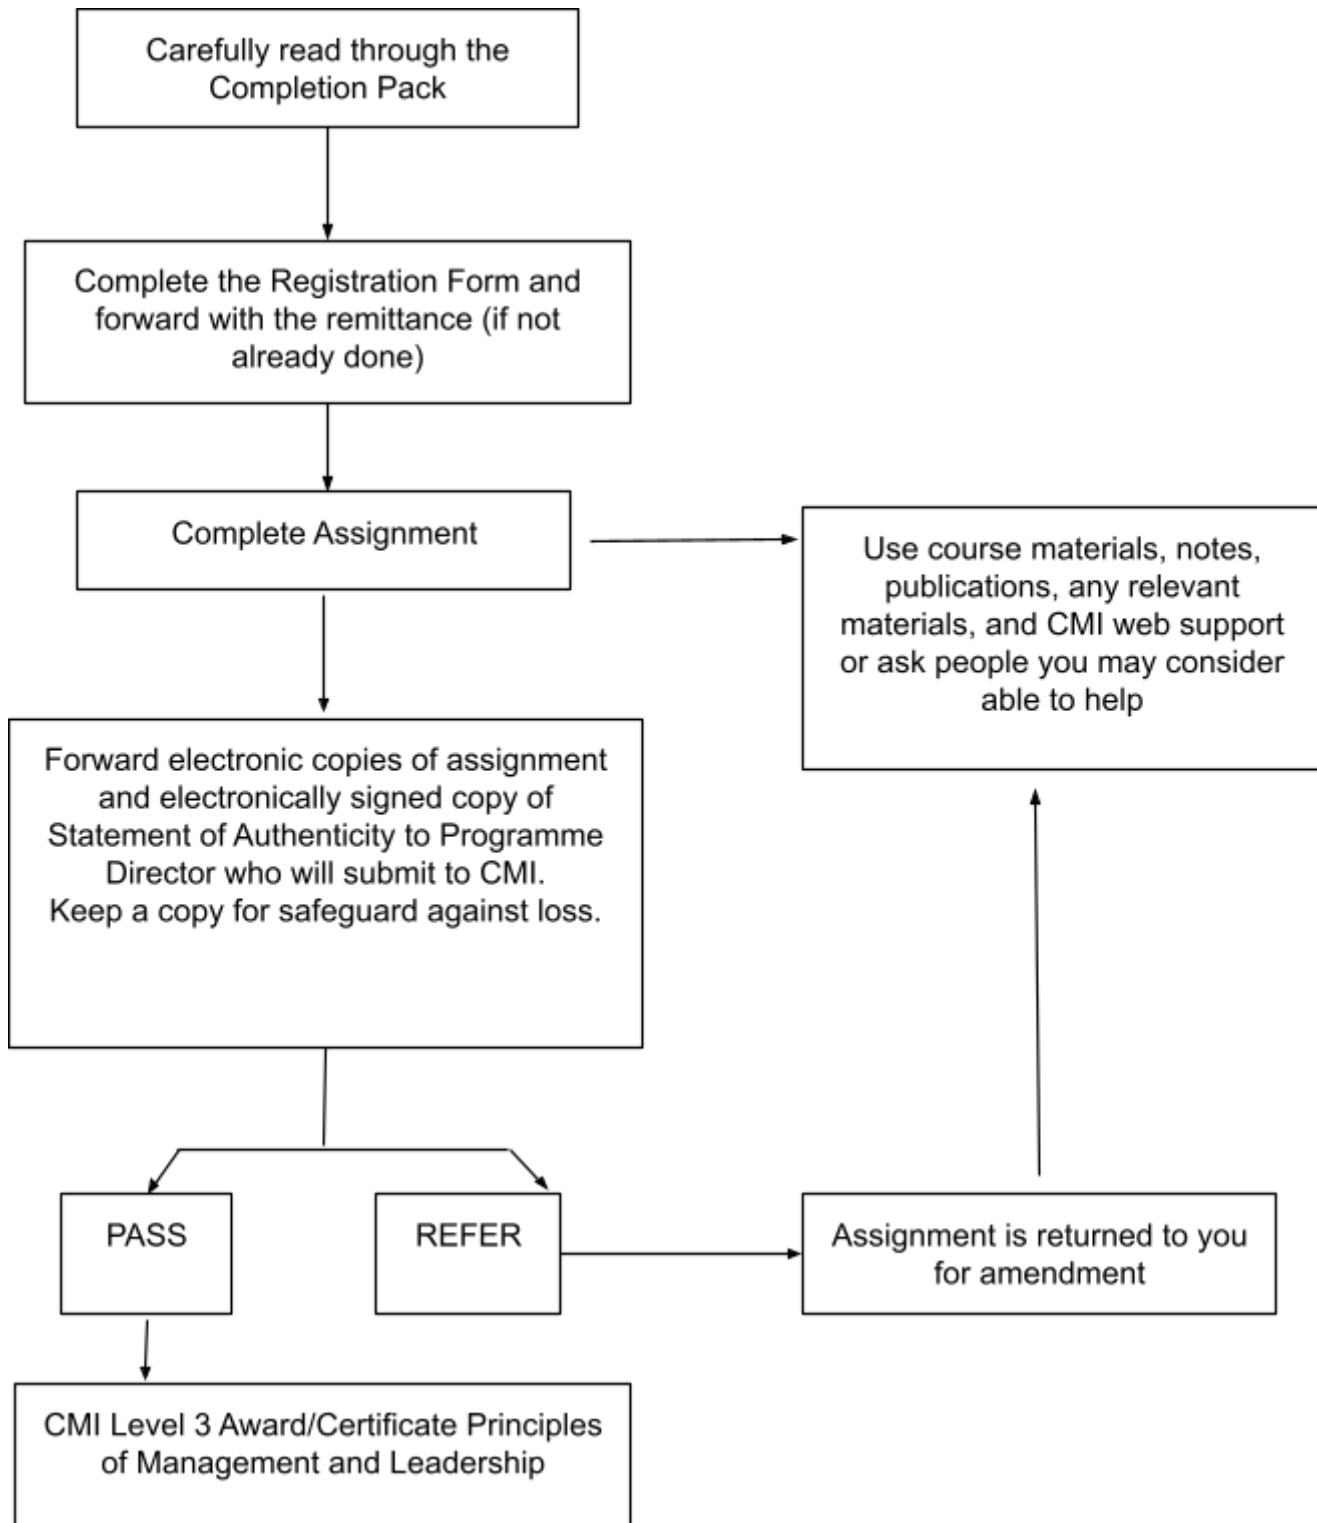 Carefully read through the
Completion Pack
Complete the Registration Form and
forward with the remittance (if not
already done)
Complete Assignment
Use course materials, notes,
publications, any relevant
materials, and CMI web support
or ask people you may consider
able to help
Forward electronic copies of assignment
and electronically signed copy of
Statement of Authenticity to Programme
Director who will submit to CMI.
Keep a copy for safeguard against loss.
PASS
REFER
Assignment is returned to you
for amendment
CMI Level 3 Award/Certificate Principles
of Management and Leadership